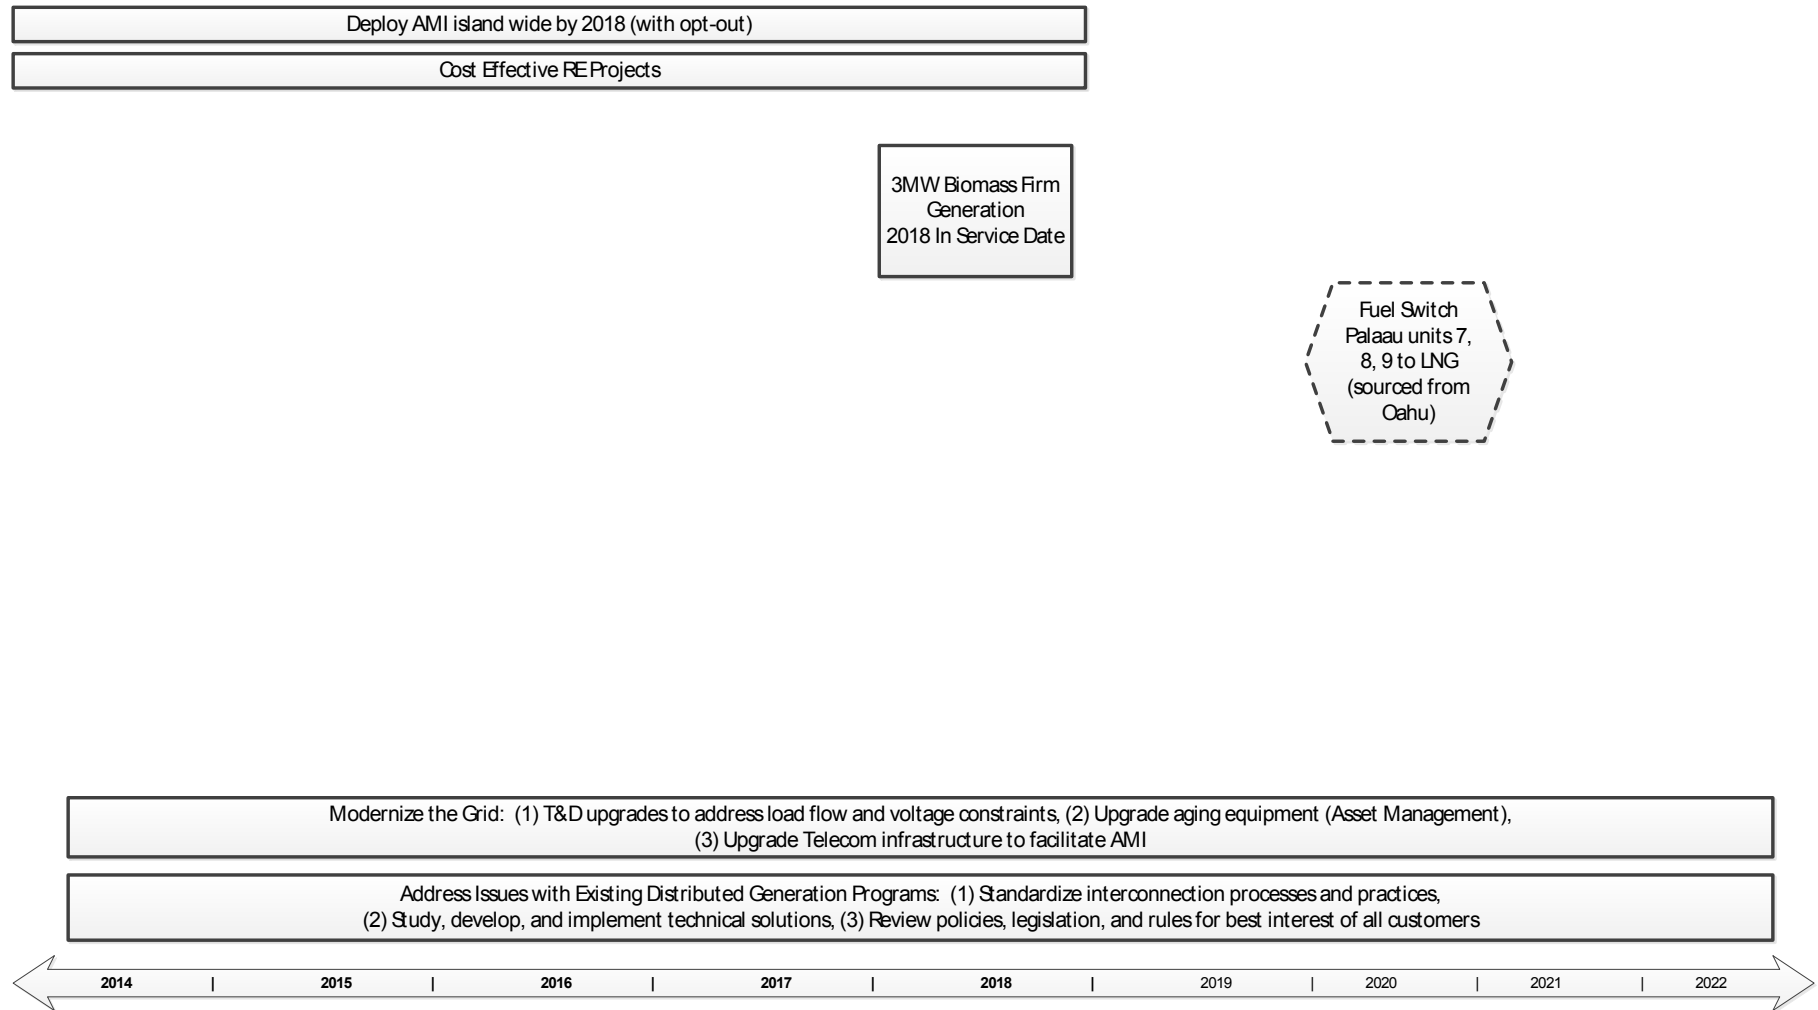 Deploy AMI island wide by 2018 (with opt-out)
Cost Effective RE Projects
3MW Biomass Firm
Generation
2018 In Service Date
Fuel Switch
Palaau units 7,
8, 9 to LNG
(sourced from
Oahu)
Modernize the Grid: (1) T&D upgrades to address load flow and voltage constraints, (2) Upgrade aging equipment (Asset Management),
(3) Upgrade Telecom infrastructure to facilitate AMI
Address Issues with Existing Distributed Generation Programs: (1) Standardize interconnection processes and practices,
(2) Study, develop, and implement technical solutions, (3) Review policies, legislation, and rules for best interest of all customers
2014 | 2015 | 2016 | 2017 | 2018 | 2019 | 2020 | 2021 | 2022